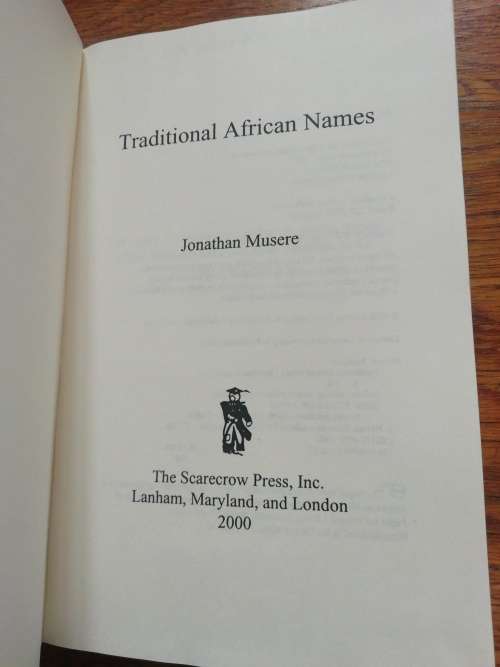 Traditional African Names
Jonathan Musere
The Scarecrow Press, Inc.
Lanham, Maryland, and London
2000